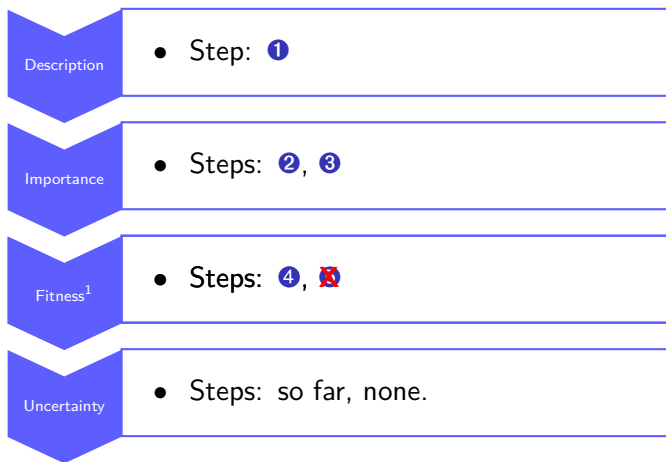 Description
• Step: ❶
Importance
• Steps: ❷, ❸
Fitness¹
• Steps: ❹,
Uncertainty
• Steps: so far, none.